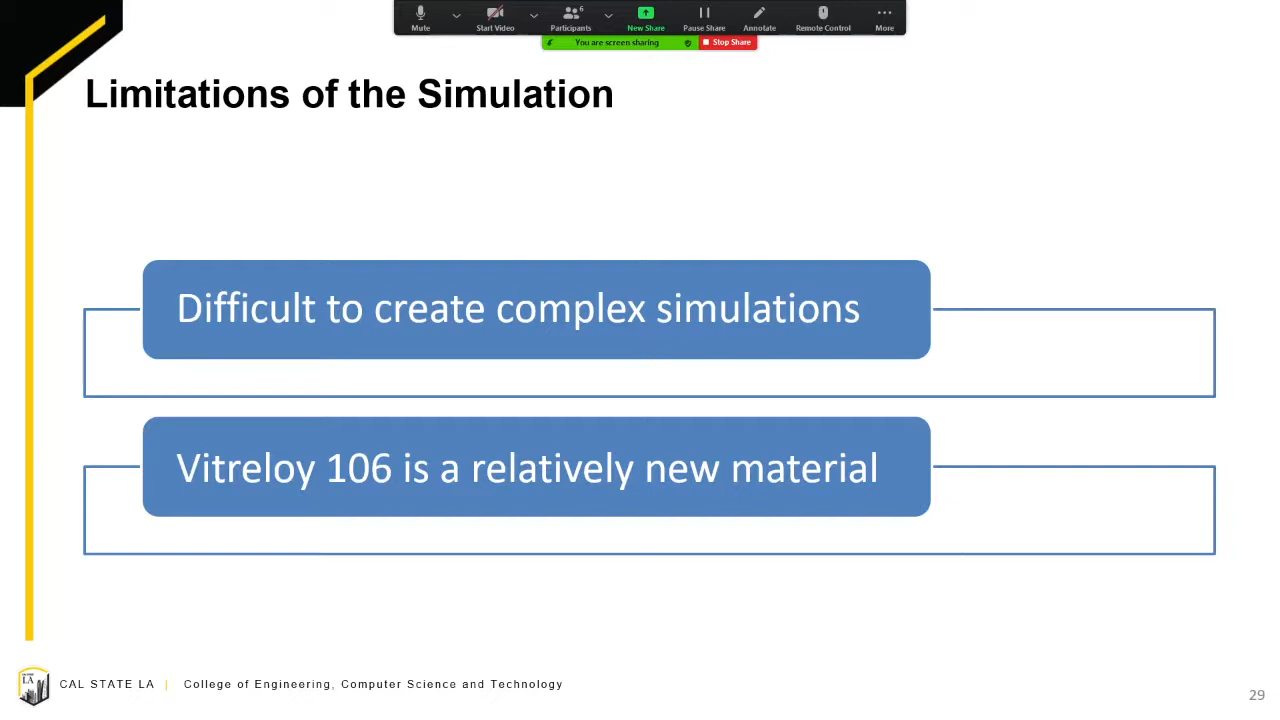 Mute Start Video Participants 6 New Share Pause Share Annotate Remote Control More
You are screen sharing Stop Share
Limitations of the Simulation
Difficult to create complex simulations
Vitreloy 106 is a relatively new material
LA
CAL STATE LA | College of Engineering, Computer Science and Technology
29